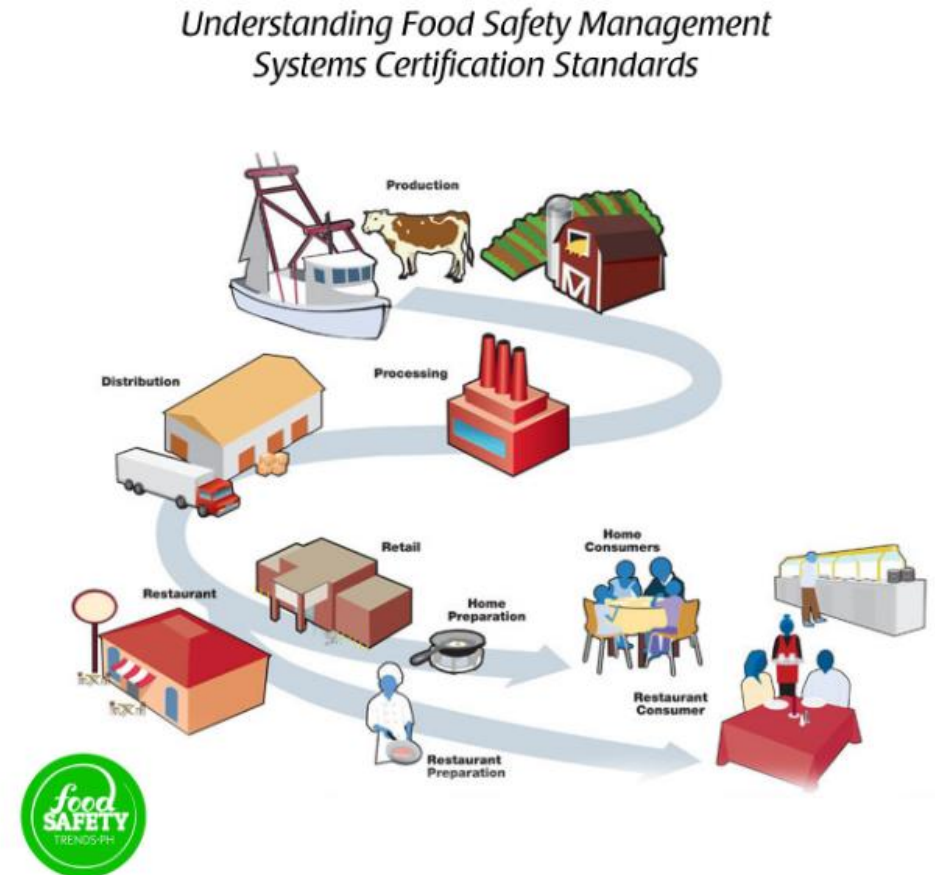 Understanding Food Safety Management
Systems Certification Standards
Production
Processing
Distribution
Retail
Restaurant
Home
Preparation
Home
Consumers
Restaurant
Preparation
Restaurant
Consumer
food
SAFETY
TRENDS·PH